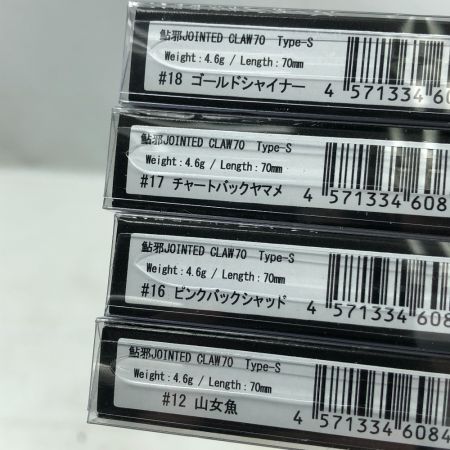 鮎邪JOINTED CLAW70 Type-S
Weight:4.6g / Length:70mm
#18 ゴールドシャイナー
4 571334 60
鮎邪JOINTED CLAW70 Type-S
Weight:4.6g / Length:70mm
#17 チャートバックヤマメ
4 571334 608
鮎邪JOINTED CLAW70 Type-S
Weight:4.6g / Length:70mm
#16 ピンクバックシャッド
4 571334 608
鮎邪JOINTED CLAW70 Type-S
Weight:4.6g / Length:70mm
#12 山女魚
4 571334 6084